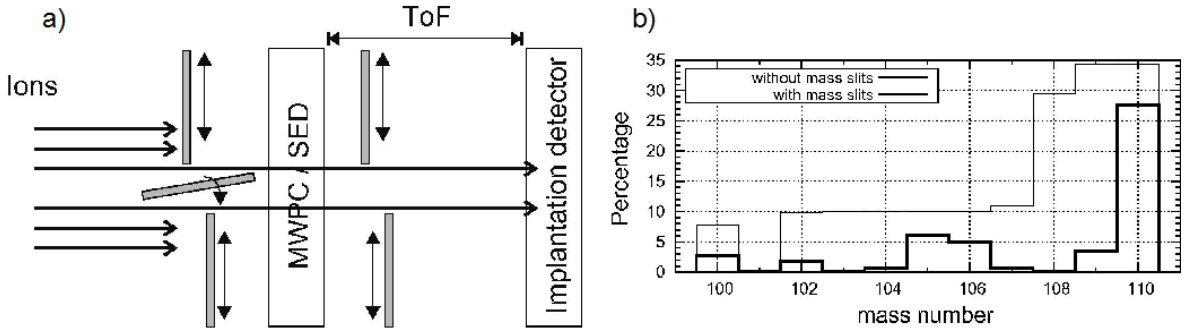 a)
ToF
Ions
MWPC / SED
Implantation detector
b)
without mass slits
with mass slits
Percentage
35
30
25
20
15
10
5
0
100
102
104
106
108
110
mass number